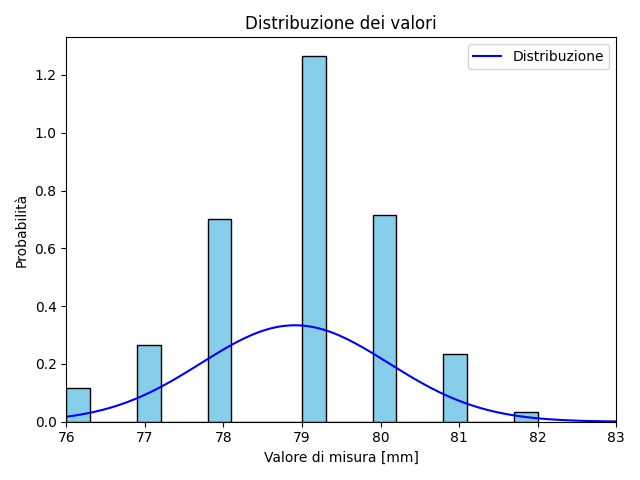 Distribuzione dei valori
Distribuzione
Probabilità
1.2
1.0
0.8
0.6
0.4
0.2
0.0
76 77 78 79 80 81 82 83
Valore di misura [mm]